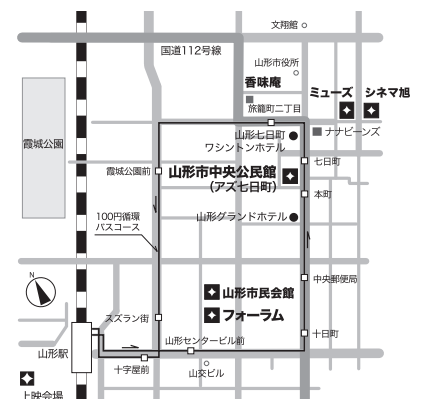 文翔館
国道112号線
山形市役所
香味庵
ミューズ シネマ旭
旅籠町二丁目
ナナビーンズ
山形七日町
ワシントンホテル
霞城公園
七日町
霞城公園前
山形市中央公民館
(アズ七日町)
本町
100円循環
バスコース
山形グランドホテル
N
中央郵便局
山形市民会館
フォーラム
スズラン街
十日町
山形センタービル前
山形駅
十字屋前
山交ビル
上映会場